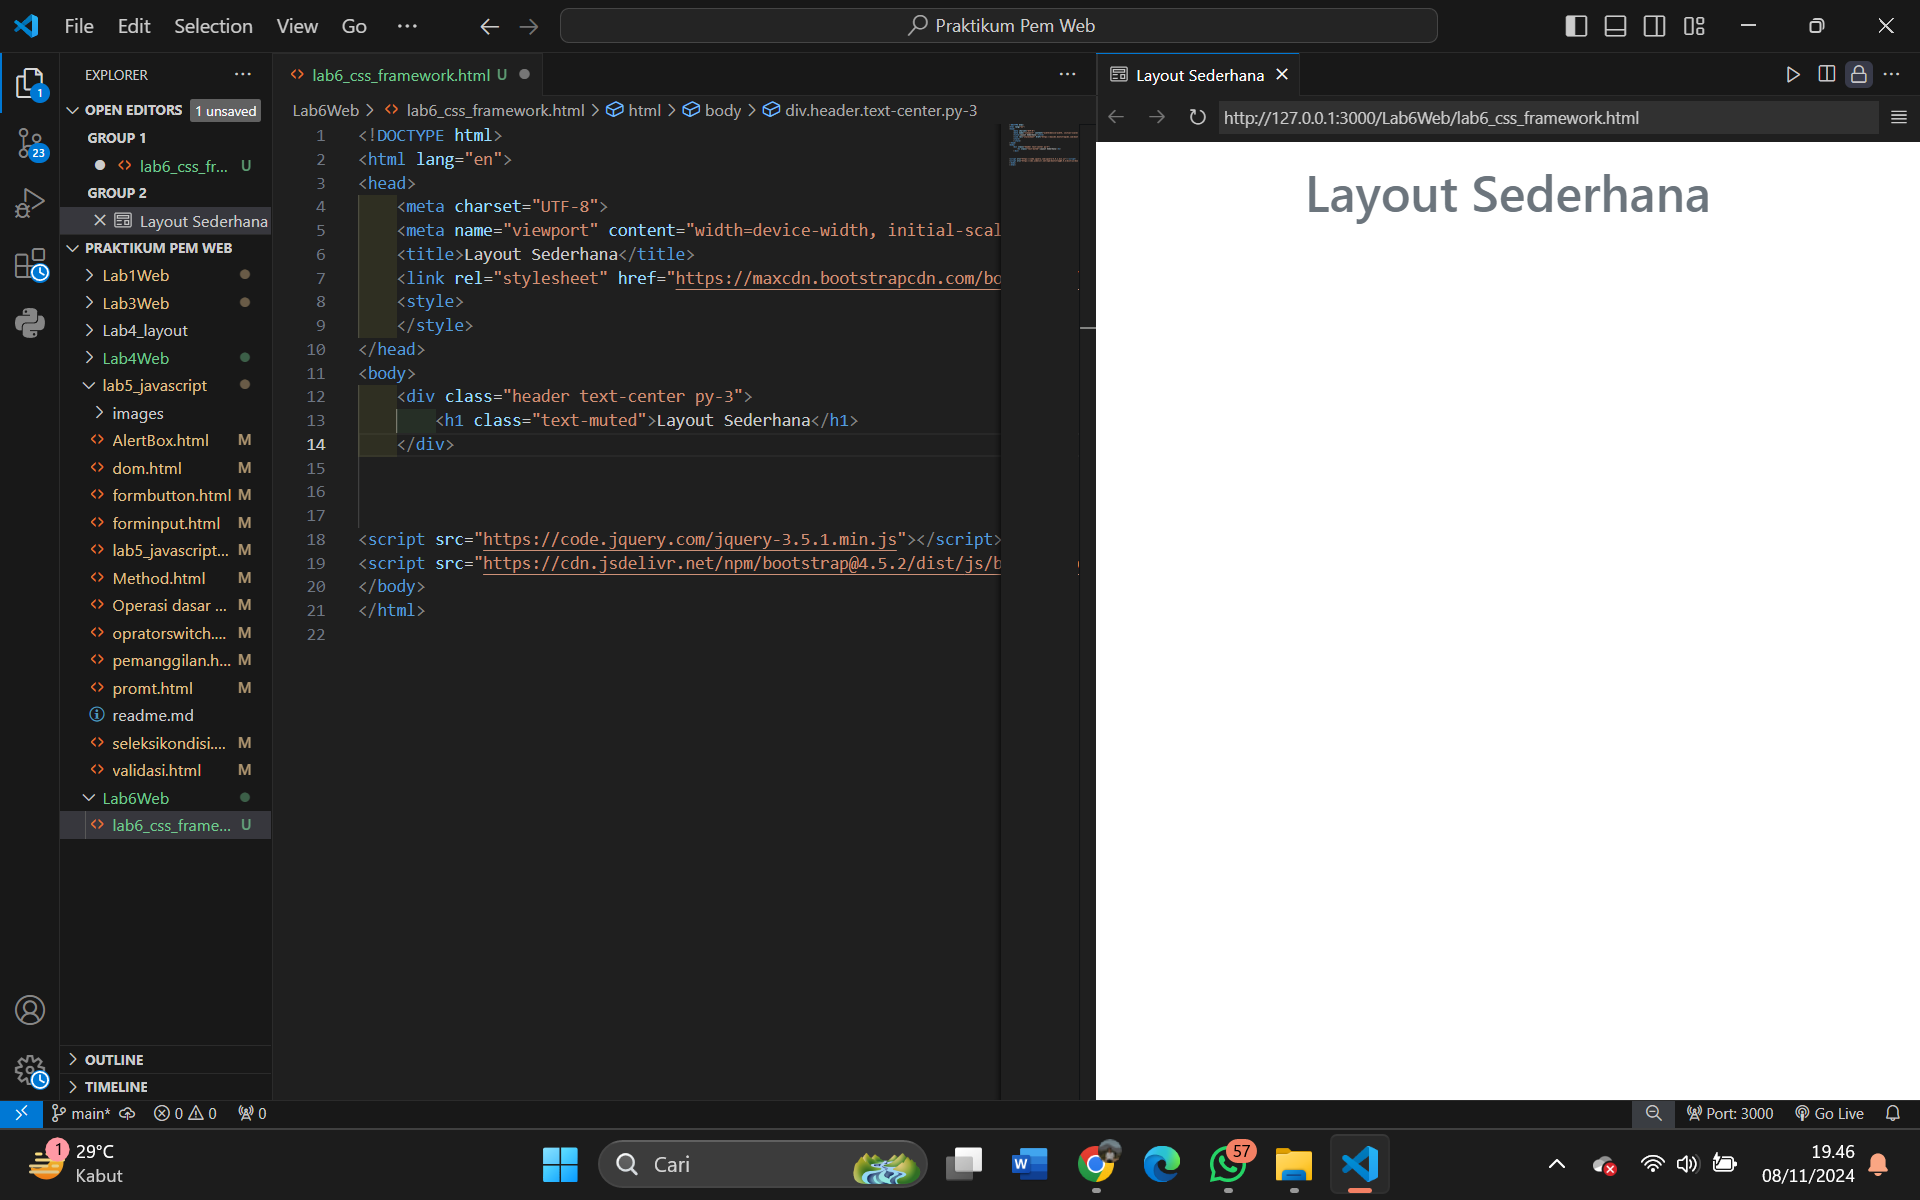 File Edit Selection View Go ···
Praktikum Pem Web
EXPLORER
OPEN EDITORS 1 unsaved
GROUP 1
lab6_css_fr... U
GROUP 2
Layout Sederhana
PRAKTIKUM PEM WEB
Lab1Web
Lab3Web
Lab4_layout
Lab4Web
lab5_javascript
images
AlertBox.html M
dom.html M
formbutton.html M
forminput.html M
lab5_javascript... M
Method.html M
Operasi dasar ... M
opratorswitch.... M
pemanggilan.h... M
promt.html M
readme.md
seleksikondisi.... M
validasi.html M
Lab6Web
lab6_css_frame... U
OUTLINE
TIMELINE
lab6_css_framework.html U
Lab6Web > lab6_css_framework.html > html > body > div.header.text-center.py-3
1 <!DOCTYPE html>
2 <html lang="en">
3 <head>
4 <meta charset="UTF-8">
5 <meta name="viewport" content="width=device-width, initial-scal
6 <title>Layout Sederhana</title>
7 <link rel="stylesheet" href="https://maxcdn.bootstrapcdn.com/bo
8 <style>
9 </style>
10 </head>
11 <body>
12 <div class="header text-center py-3">
13 <h1 class="text-muted">Layout Sederhana</h1>
14 </div>
15
16
17
18 <script src="https://code.jquery.com/jquery-3.5.1.min.js"></script>
19 <script src="https://cdn.jsdelivr.net/npm/bootstrap@4.5.2/dist/js/b
20 </body>
21 </html>
22
Layout Sederhana
http://127.0.0.1:3000/Lab6Web/lab6_css_framework.html
Layout Sederhana
1
23
main* 0 0 0
Port: 3000 Go Live
1
29°C
Kabut
Cari
57
19.46
08/11/2024